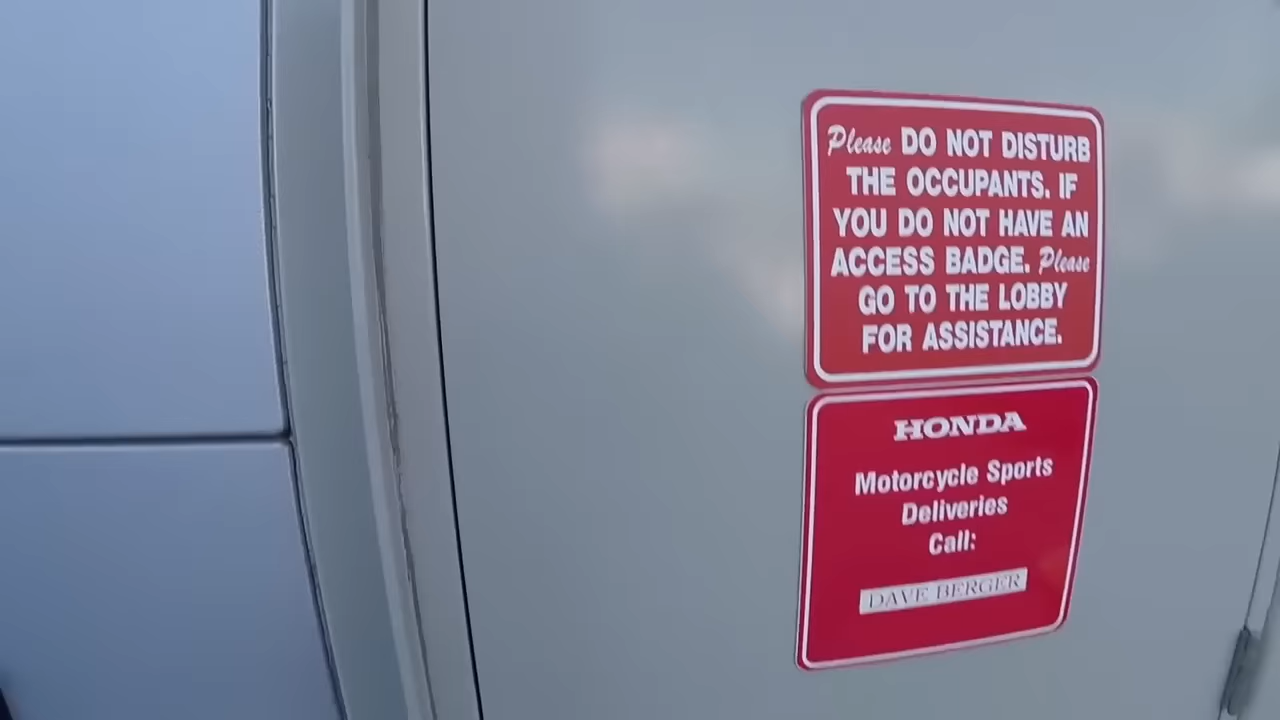 Please DO NOT DISTURB
THE OCCUPANTS. IF
YOU DO NOT HAVE AN
ACCESS BADGE. Please
GO TO THE LOBBY
FOR ASSISTANCE.
HONDA
Motorcycle Sports
Deliveries
Call:
DAVE BERGER